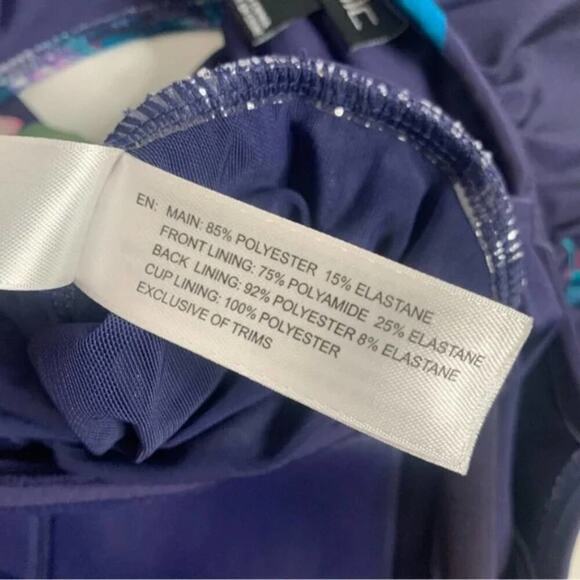 EN: MAIN: 85% POLYESTER 15% ELASTANE
FRONT LINING: 75% POLYAMIDE 25% ELASTANE
BACK LINING: 92% POLYESTER 8% ELASTANE
CUP LINING: 100% POLYESTER
EXCLUSIVE OF TRIMS